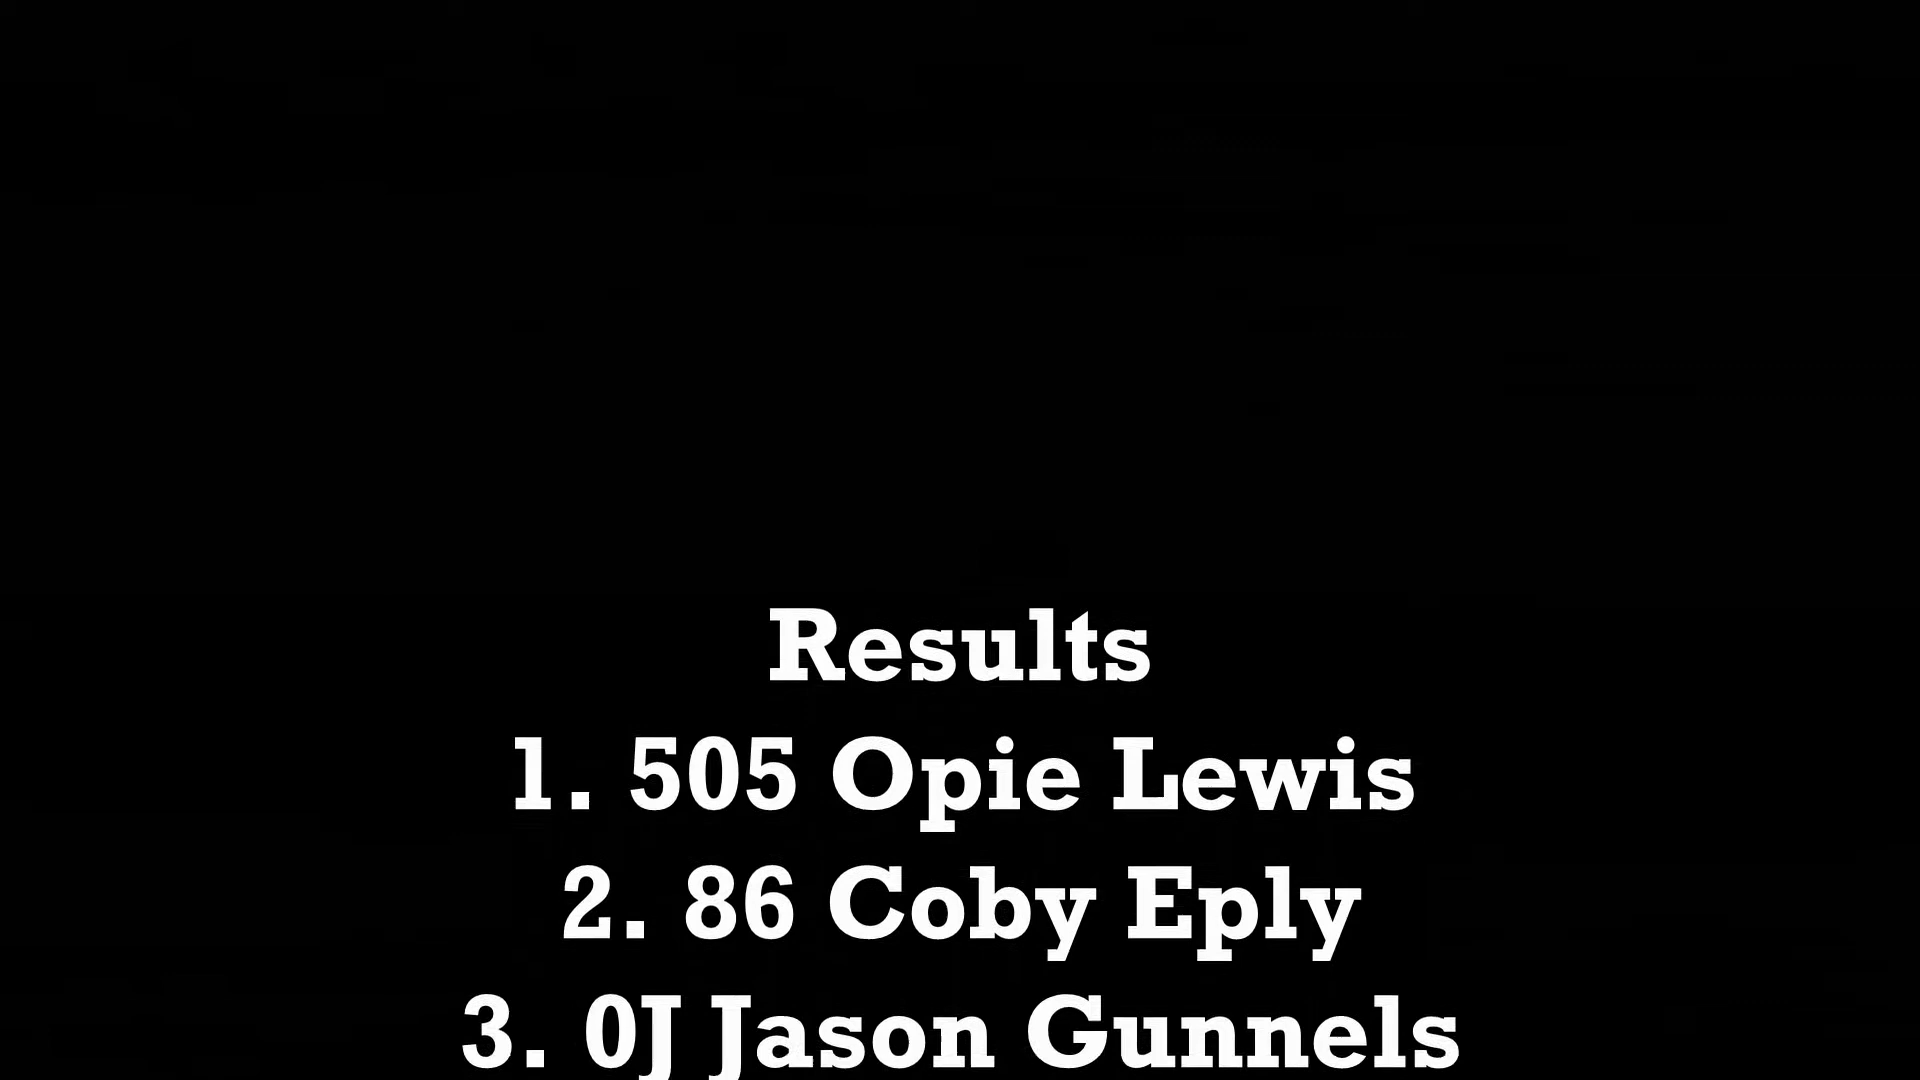 Results
1. 505 Opie Lewis
2. 86 Coby Eply
3. 0J Jason Gunnels